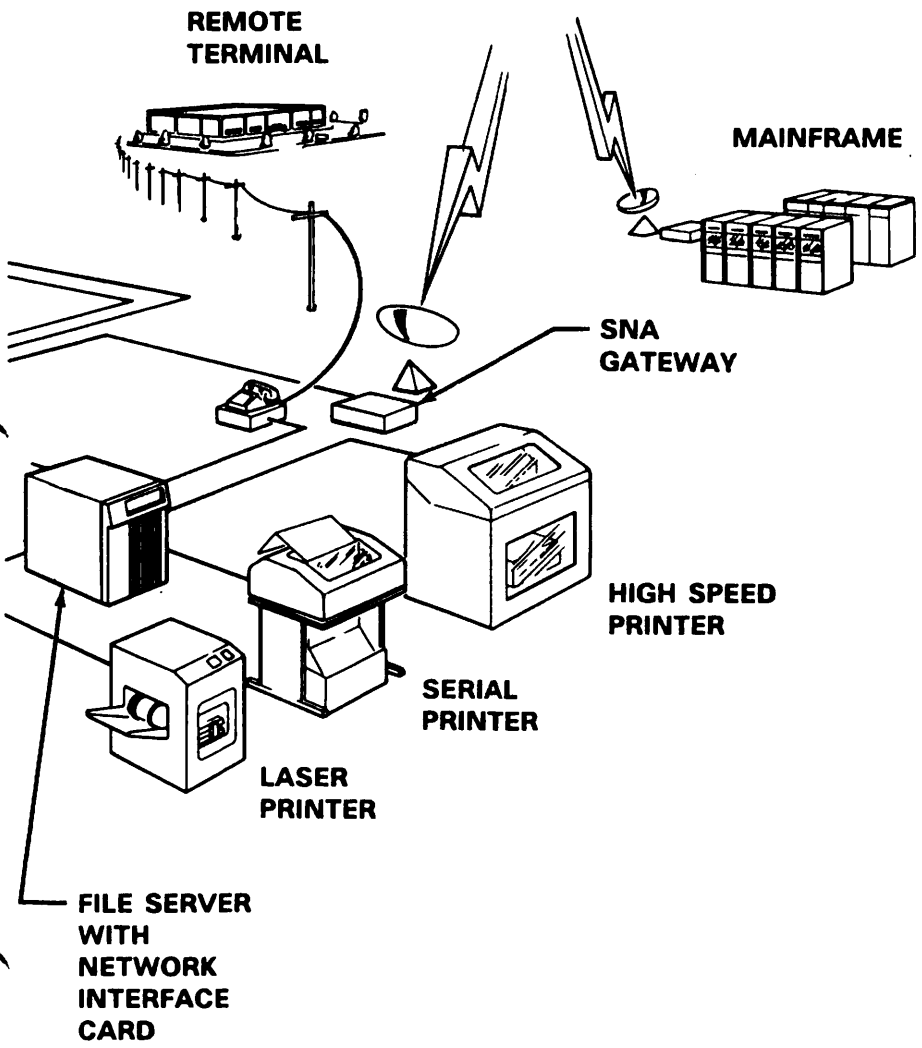 REMOTE
TERMINAL
MAINFRAME
SNA
GATEWAY
HIGH SPEED
PRINTER
SERIAL
PRINTER
LASER
PRINTER
FILE SERVER
WITH
NETWORK
INTERFACE
CARD